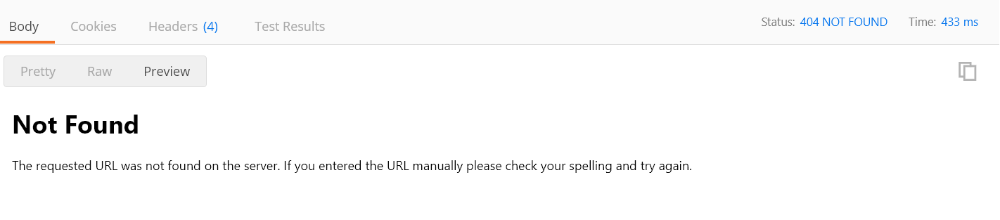 Body Cookies Headers (4) Test Results Status: 404 NOT FOUND Time: 433 ms
Pretty Raw Preview
Not Found
The requested URL was not found on the server. If you entered the URL manually please check your spelling and try again.